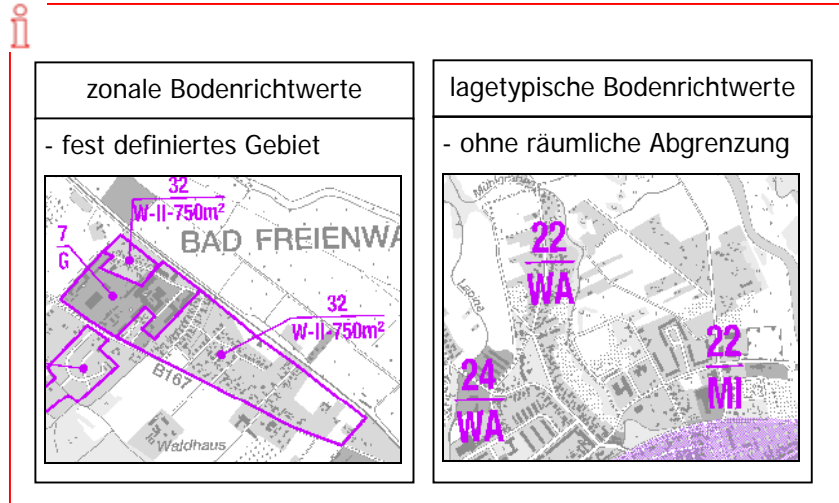 zonale Bodenrichtwerte
- fest definiertes Gebiet
32
W-II-750m²
7
G
BAD FREIENWA
32
W-II-750m²
B167
Waldhaus
lagetypische Bodenrichtwerte
- ohne räumliche Abgrenzung
22
WA
24
WA
22
MI